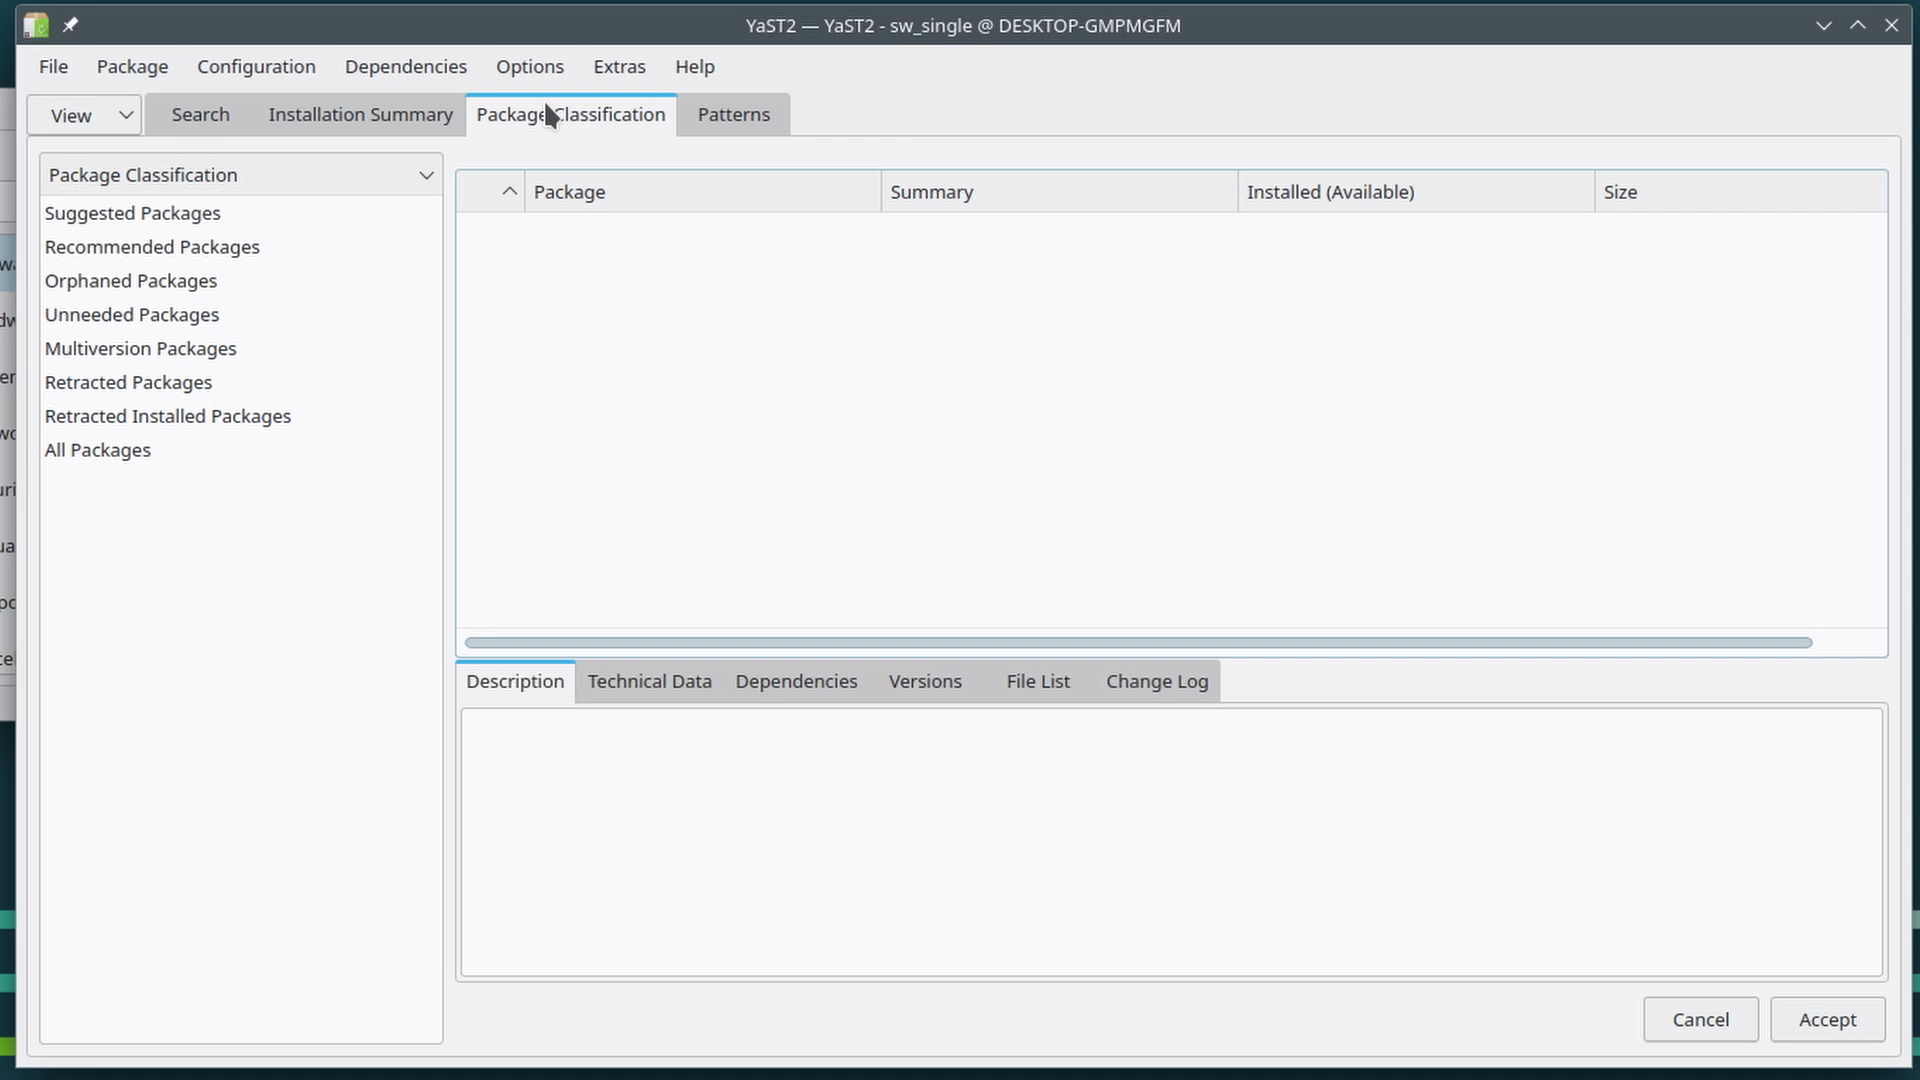 YaST2 — YaST2 - sw_single @ DESKTOP-GMPMGFM
File Package Configuration Dependencies Options Extras Help
View Search Installation Summary Package Classification Patterns
Package Classification
Suggested Packages
Recommended Packages
Orphaned Packages
Unneeded Packages
Multiversion Packages
Retracted Packages
Retracted Installed Packages
All Packages
Package Summary Installed (Available) Size
Description Technical Data Dependencies Versions File List Change Log
Cancel Accept